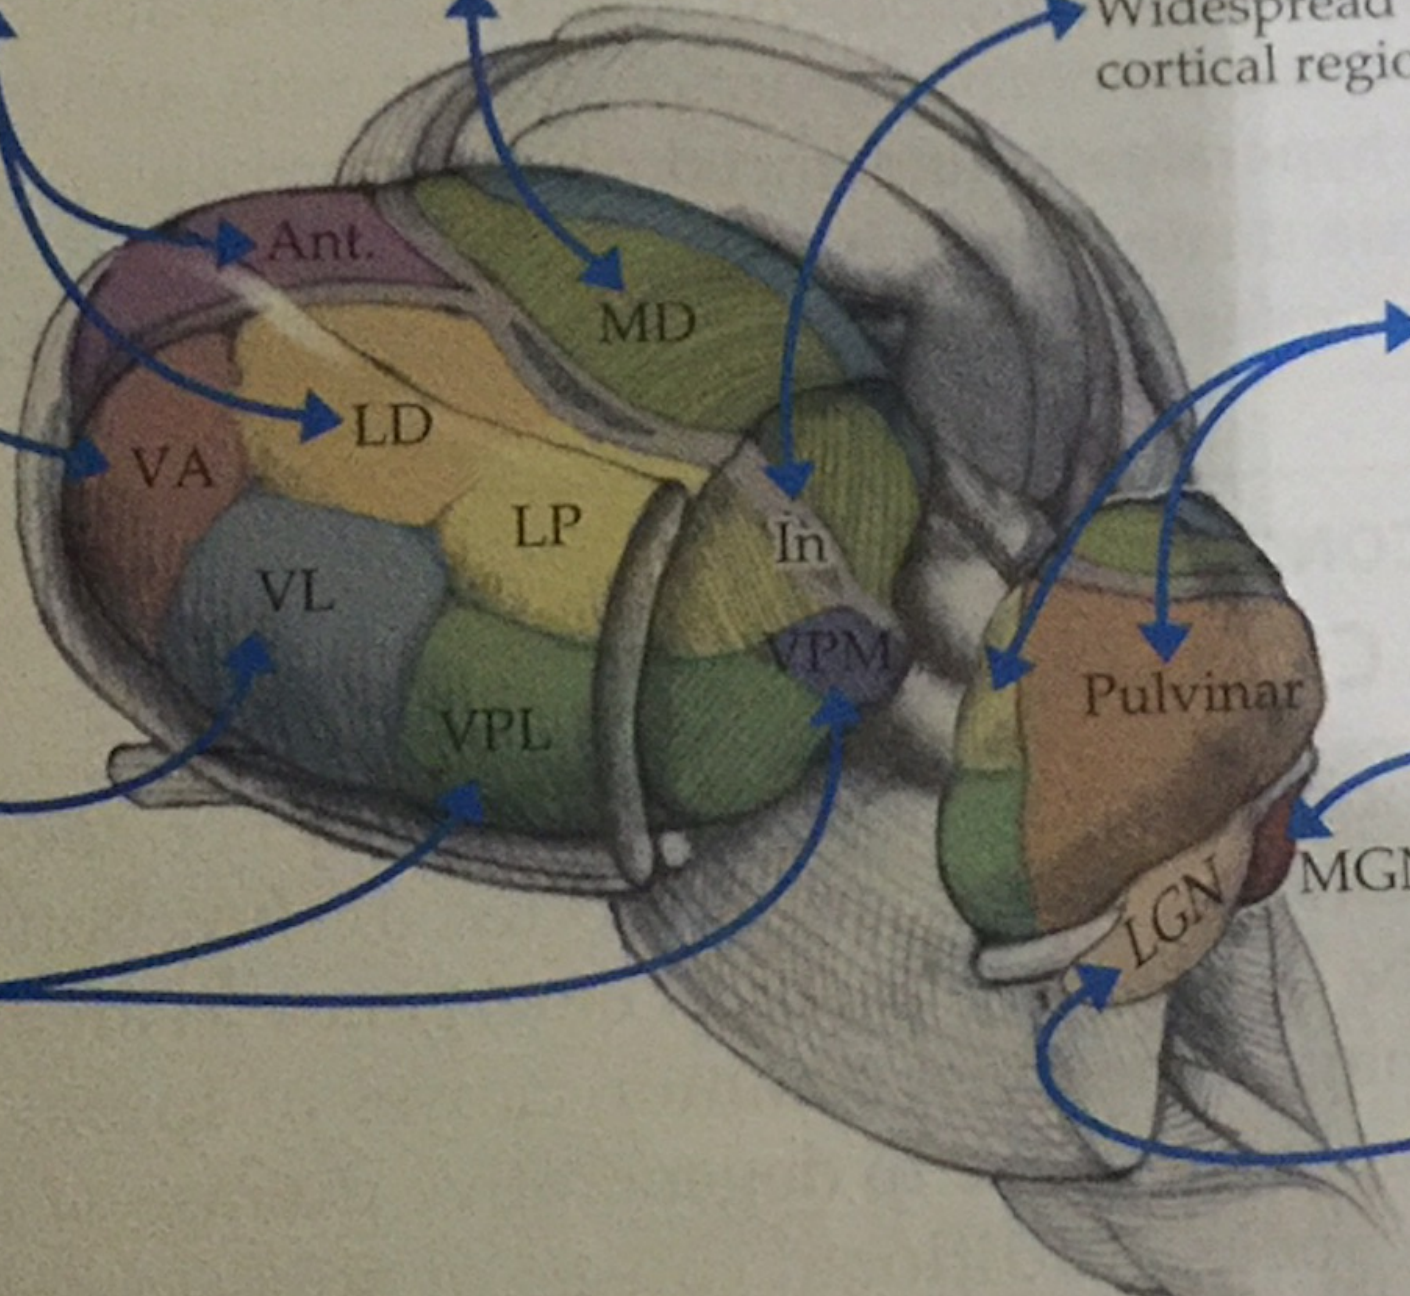 Widespread
cortical regio
Ant.
MD
LD
VA
LP
In
VL
VPM
VPL
Pulvinar
MGN
LGN